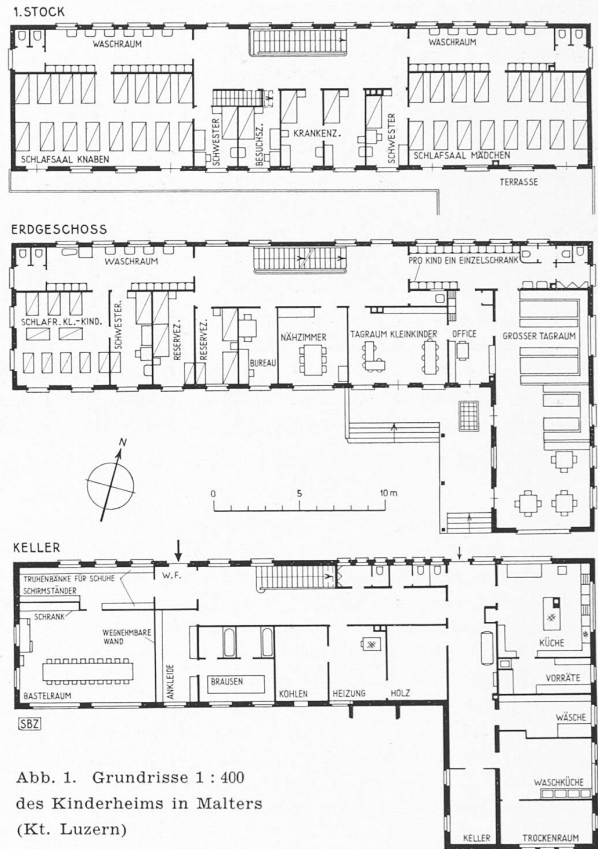 1.STOCK
WASCHRAUM
WASCHRAUM
SCHLAFSAAL KNABEN
SCHWESTER
BESUCHSZ.
KRANKENZ.
SCHWESTER
SCHLAFSAAL MÄDCHEN
TERRASSE
ERDGESCHOSS
WASCHRAUM
PRO KIND EIN EINZELSCHRANK
SCHLAFR. KL.-KIND.
SCHWESTER.
RESERVEZ.
RESERVEZ.
BUREAU
NÄHZIMMER
TAGRAUM KLEINKINDER
OFFICE
GROSSER TAGRAUM
N
0 5 10 m
KELLER
TRUHENBÄNKE FÜR SCHUHE
SCHIRMSTÄNDER
W.F.
SCHRANK
WEGNEHMBARE
WAND
BASTELRAUM
ANKLEIDE
BRAUSEN
KOHLEN
HEIZUNG
HOLZ
KÜCHE
VORRÄTE
WÄSCHE
WASCHKÜCHE
KELLER
TROCKENRAUM
SBZ
Abb. 1. Grundrisse 1 : 400
des Kinderheims in Malters
(Kt. Luzern)